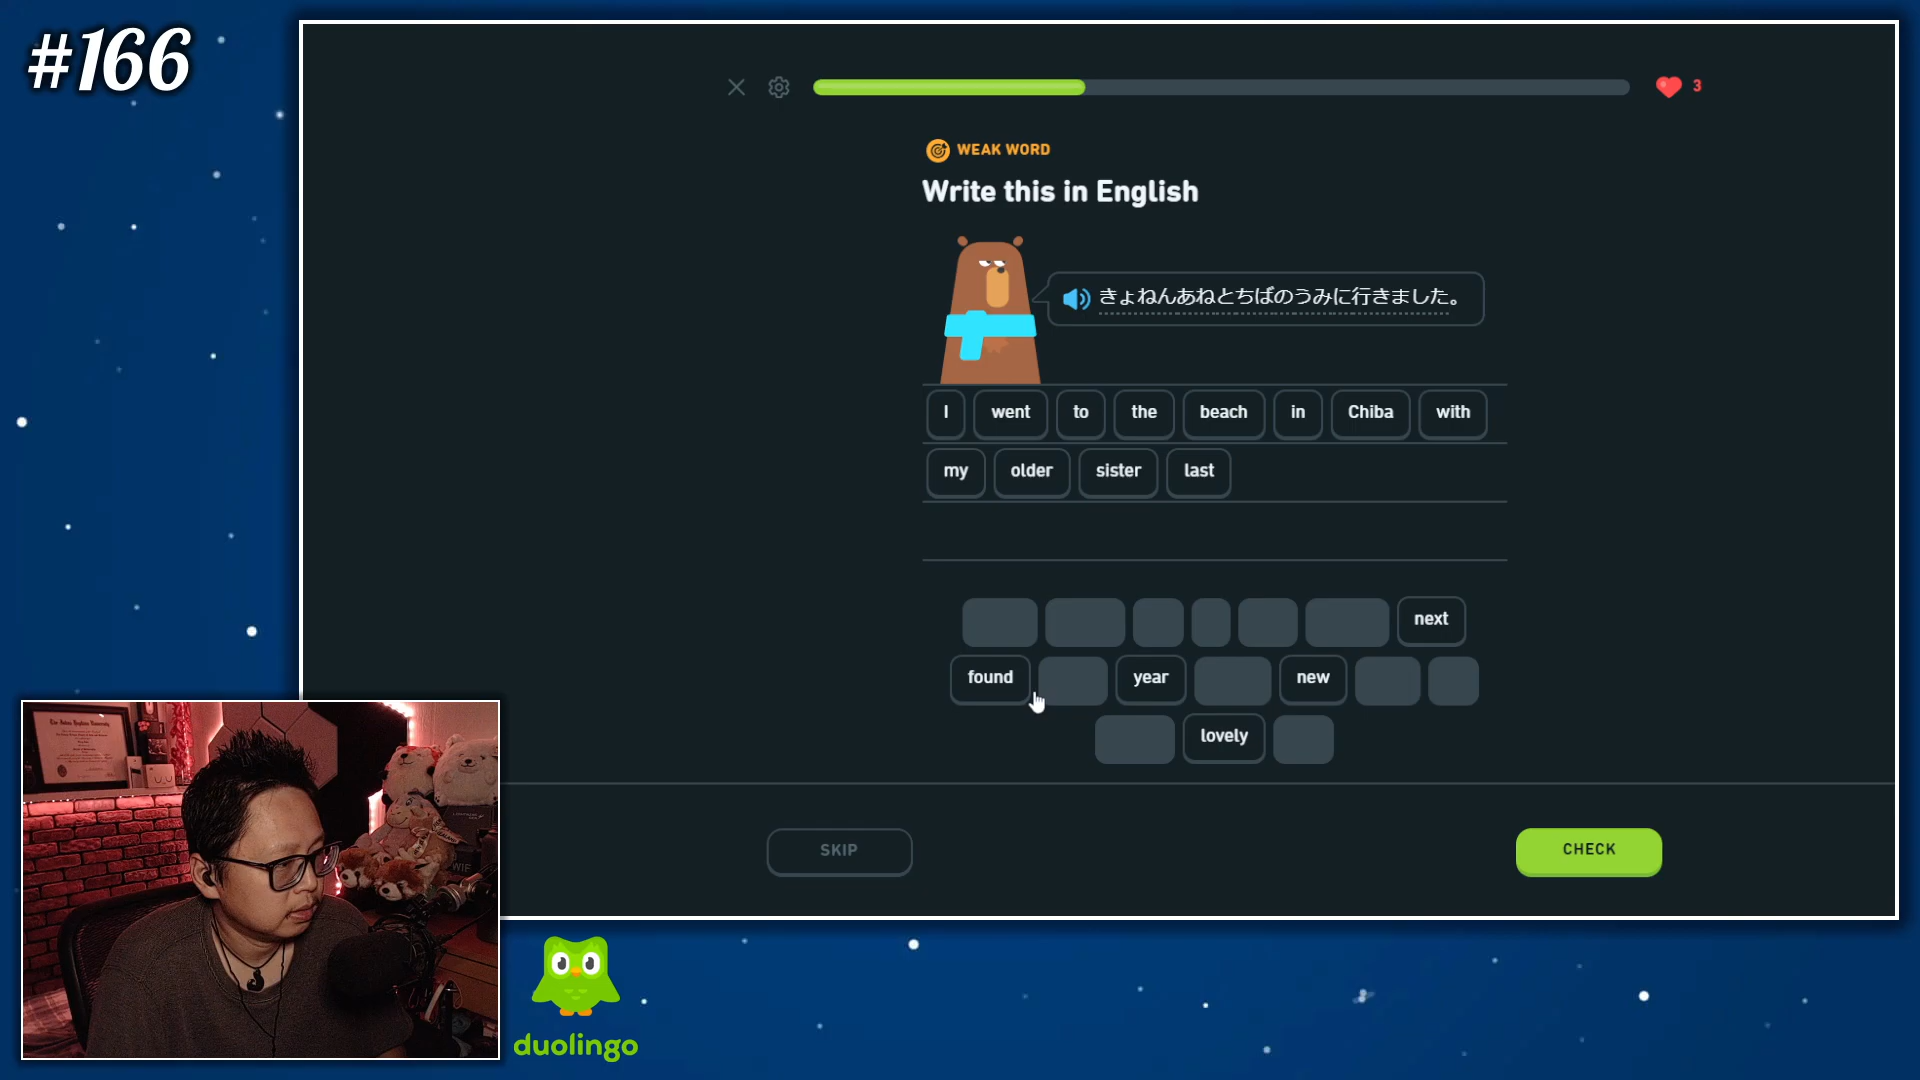 #166
3
WEAK WORD
Write this in English
きょねんあねとちばのうみに行きました。
I went to the beach in Chiba with
my older sister last
next
found year new
lovely
SKIP
CHECK
duolingo